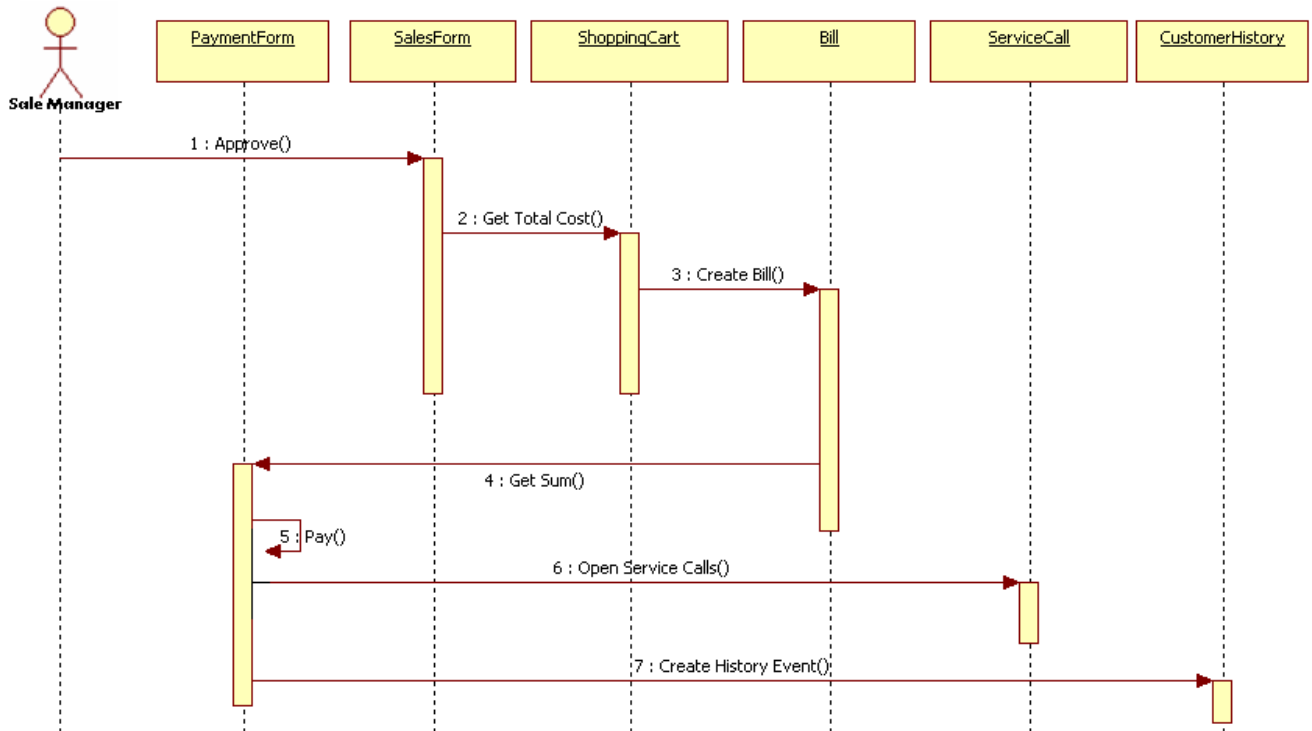 PaymentForm
SalesForm
ShoppingCart
Bill
ServiceCall
CustomerHistory
Sale Manager
1 : Approve()
2 : Get Total Cost()
3 : Create Bill()
4 : Get Sum()
5 : Pay()
6 : Open Service Calls()
7 : Create History Event()